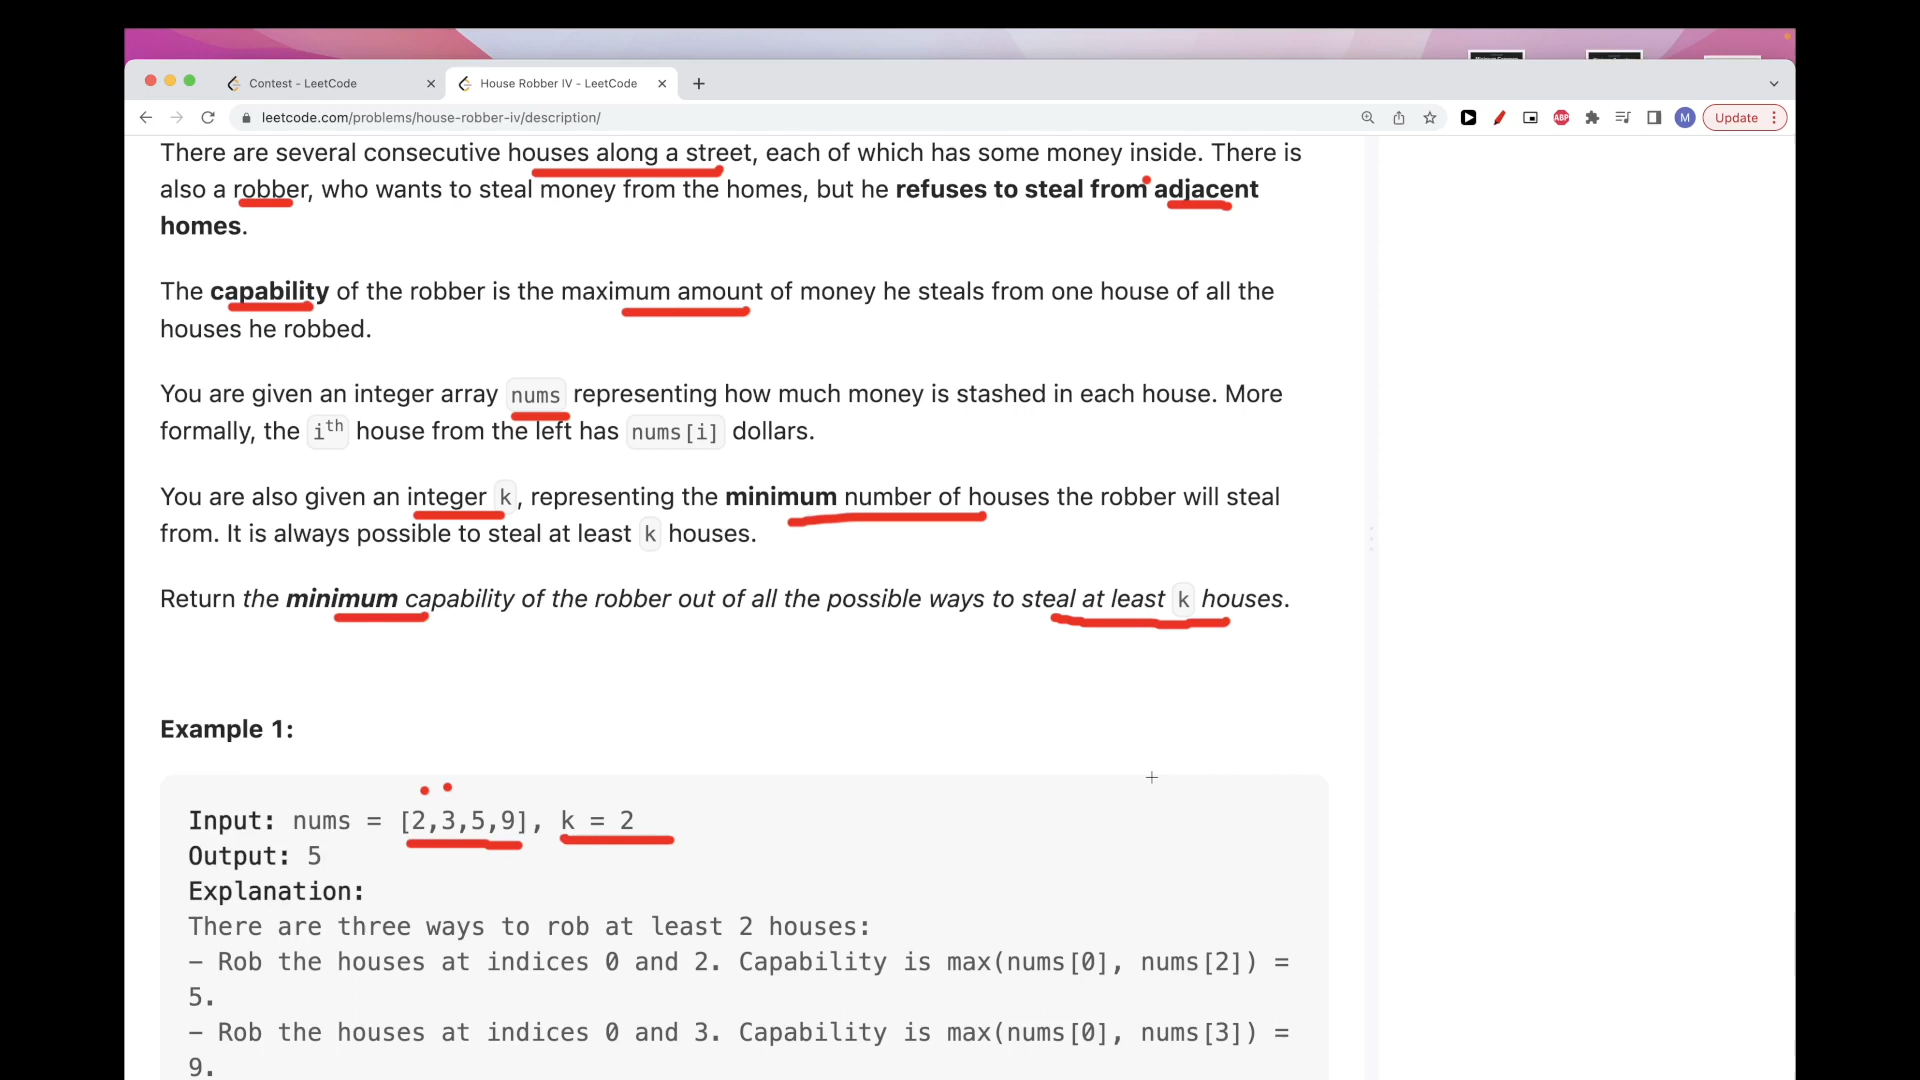 Contest - LeetCode
House Robber IV - LeetCode
leetcode.com/problems/house-robber-iv/description/
ABP
M
Update
There are several consecutive houses along a street, each of which has some money inside. There is
also a robber, who wants to steal money from the homes, but he refuses to steal from adjacent
homes.
The capability of the robber is the maximum amount of money he steals from one house of all the
houses he robbed.
You are given an integer array nums representing how much money is stashed in each house. More
formally, the ith house from the left has nums[i] dollars.
You are also given an integer k, representing the minimum number of houses the robber will steal
from. It is always possible to steal at least k houses.
Return the minimum capability of the robber out of all the possible ways to steal at least k houses.
Example 1:
Input: nums = [2,3,5,9], k = 2
Output: 5
Explanation:
There are three ways to rob at least 2 houses:
- Rob the houses at indices 0 and 2. Capability is max(nums[0], nums[2]) =
5.
- Rob the houses at indices 0 and 3. Capability is max(nums[0], nums[3]) =
9.